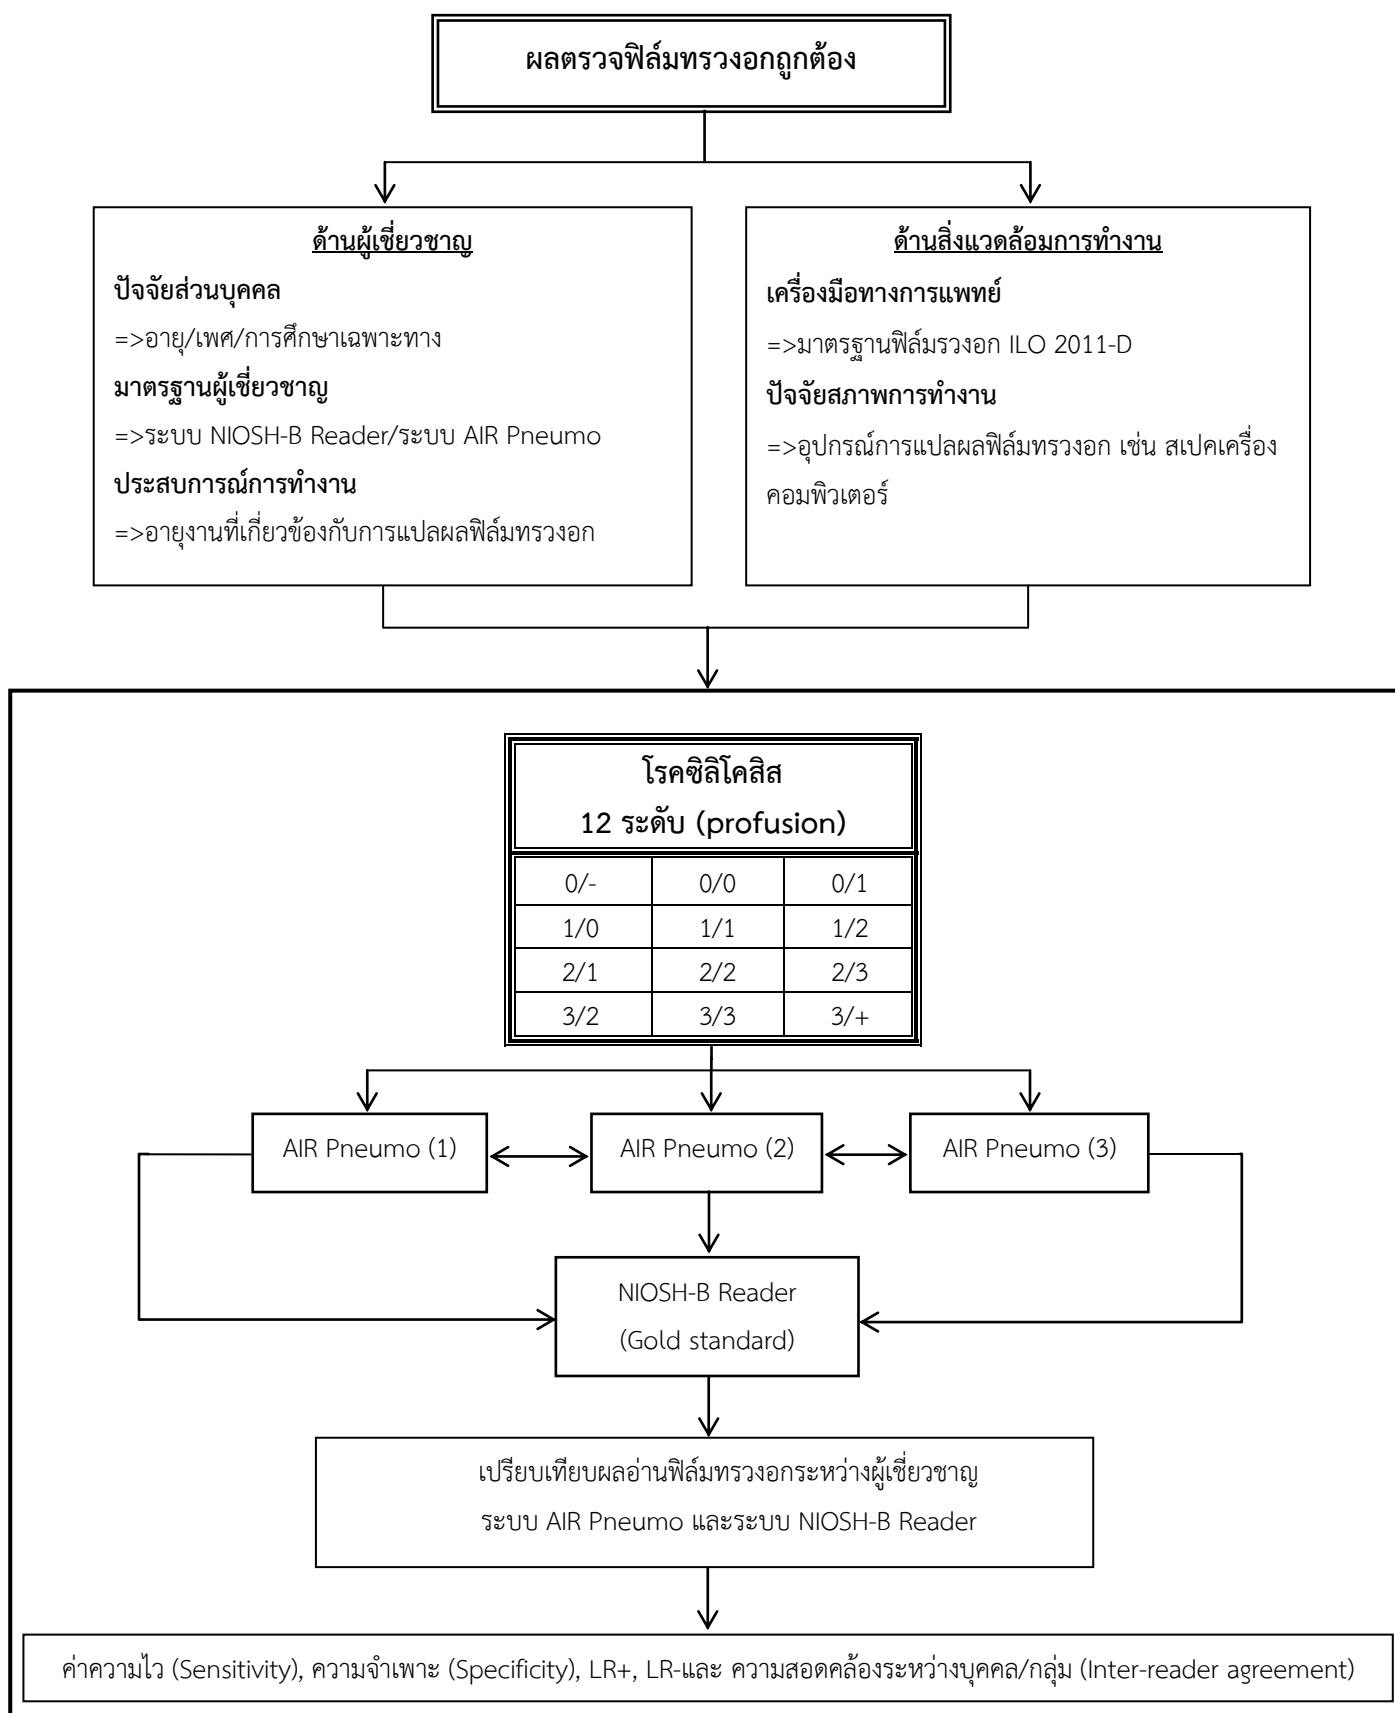 ผลตรวจฟิล์มทรวงอกถูกต้อง
ด้านผู้เชี่ยวชาญ
ปัจจัยส่วนบุคคล
=>อายุ/เพศ/การศึกษาเฉพาะทาง
มาตรฐานผู้เชี่ยวชาญ
=>ระบบ NIOSH-B Reader/ระบบ AIR Pneumo
ประสบการณ์การทำงาน
=>อายุงานที่เกี่ยวข้องกับการแปลผลฟิล์มทรวงอก
ด้านสิ่งแวดล้อมการทำงาน
เครื่องมือทางการแพทย์
=>มาตรฐานฟิล์มรวงอก ILO 2011-D
ปัจจัยสภาพการทำงาน
=>อุปกรณ์การแปลผลฟิล์มทรวงอก เช่น สเปคเครื่อง
คอมพิวเตอร์
โรคซิลิโคสิส
12 ระดับ (profusion)
0/- 0/0 0/1
1/0 1/1 1/2
2/1 2/2 2/3
3/2 3/3 3/+
AIR Pneumo (1) AIR Pneumo (2) AIR Pneumo (3)
NIOSH-B Reader
(Gold standard)
เปรียบเทียบผลอ่านฟิล์มทรวงอกระหว่างผู้เชี่ยวชาญ
ระบบ AIR Pneumo และระบบ NIOSH-B Reader
ค่าความไว (Sensitivity), ความจำเพาะ (Specificity), LR+, LR-และ ความสอดคล้องระหว่างบุคคล/กลุ่ม (Inter-reader agreement)